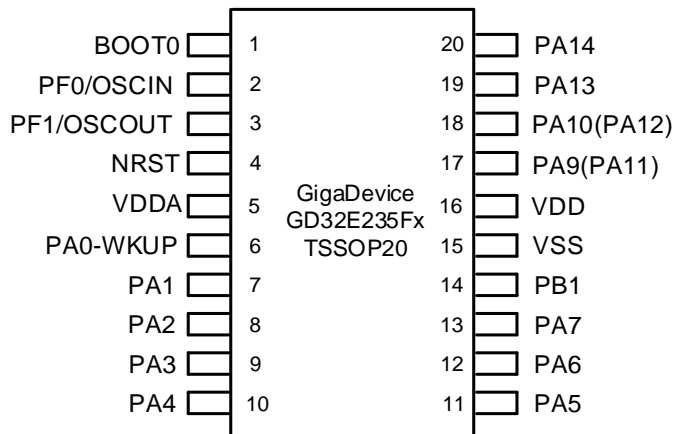 BOOT0 1 20 PA14
PF0/OSCIN 2 19 PA13
PF1/OSCOUT 3 18 PA10(PA12)
NRST 4 17 PA9(PA11)
VDDA 5 GigaDevice 16 VDD
GD32E235Fx
PA0-WKUP 6 TSSOP20 15 VSS
PA1 7 14 PB1
PA2 8 13 PA7
PA3 9 12 PA6
PA4 10 11 PA5